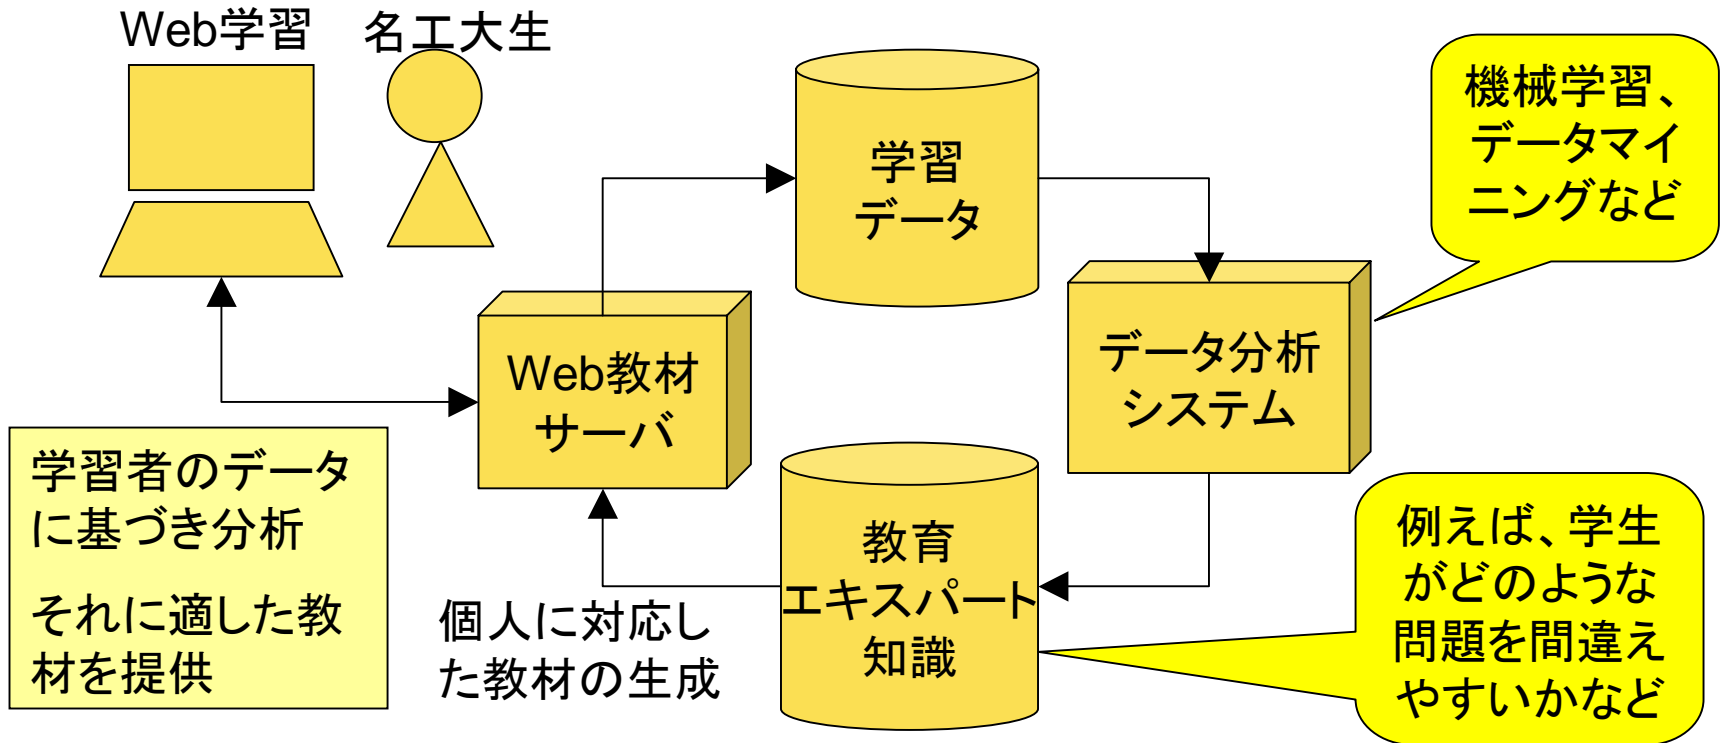 Web学習
名工大生
学習
データ
機械学習、
データマイ
ニングなど
Web教材
サーバ
データ分析
システム
学習者のデータ
に基づき分析
それに適した教
材を提供
個人に対応し
た教材の生成
教育
エキスパート
知識
例えば、学生
がどのような
問題を間違え
やすいかなど